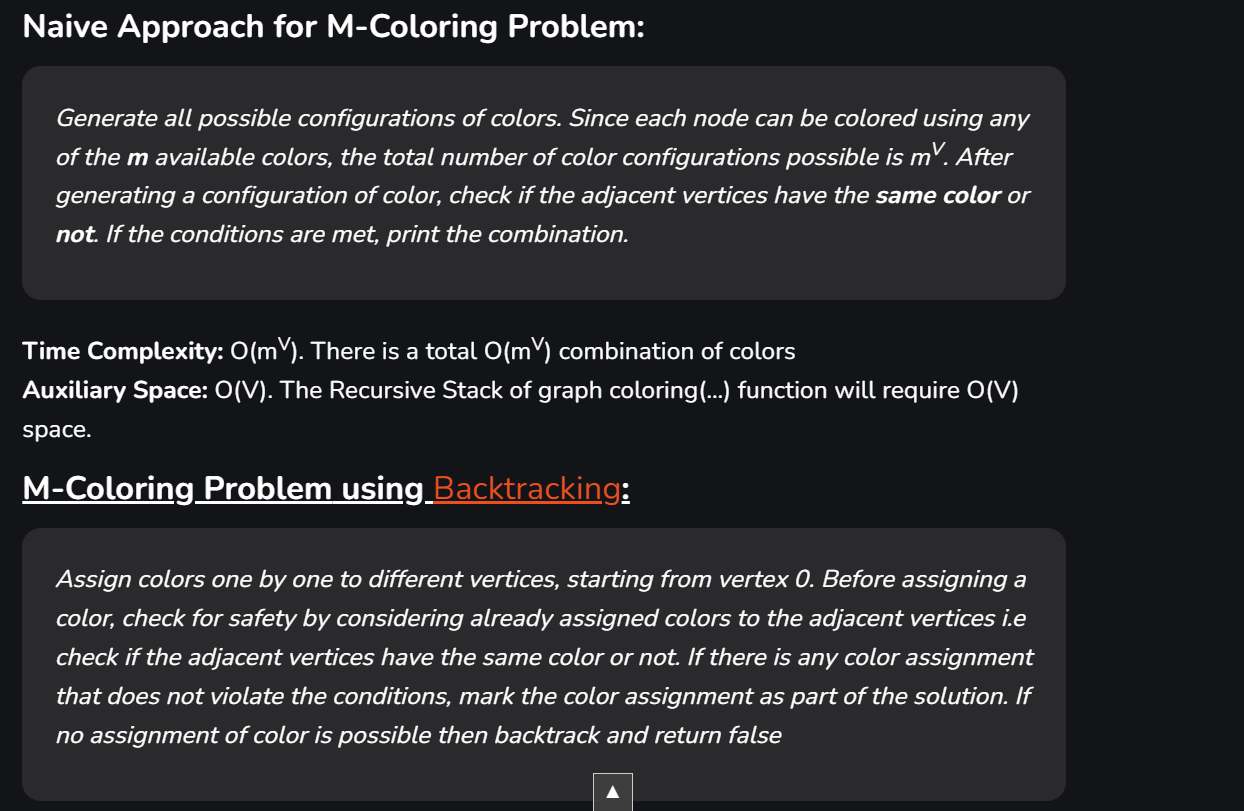 Naive Approach for M-Coloring Problem:
Generate all possible configurations of colors. Since each node can be colored using any
of the m available colors, the total number of color configurations possible is mⱽ. After
generating a configuration of color, check if the adjacent vertices have the same color or
not. If the conditions are met, print the combination.
Time Complexity: O(mⱽ). There is a total O(mⱽ) combination of colors
Auxiliary Space: O(V). The Recursive Stack of graph coloring(...) function will require O(V)
space.
M-Coloring Problem using Backtracking:
Assign colors one by one to different vertices, starting from vertex 0. Before assigning a
color, check for safety by considering already assigned colors to the adjacent vertices i.e
check if the adjacent vertices have the same color or not. If there is any color assignment
that does not violate the conditions, mark the color assignment as part of the solution. If
no assignment of color is possible then backtrack and return false